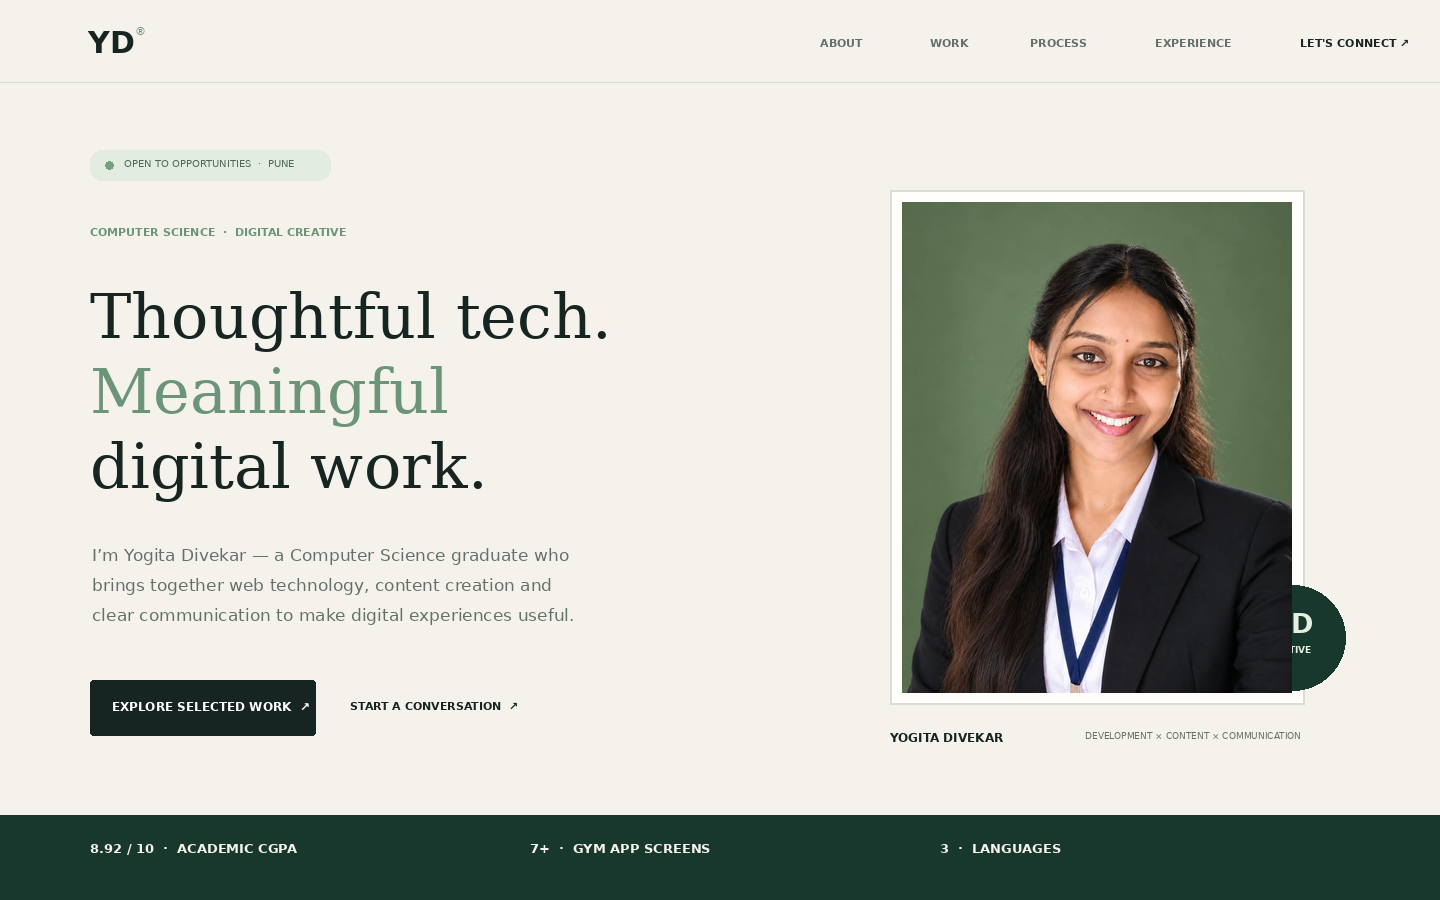 YD®
ABOUT WORK PROCESS EXPERIENCE LET'S CONNECT ↗
OPEN TO OPPORTUNITIES · PUNE
COMPUTER SCIENCE · DIGITAL CREATIVE
Thoughtful tech.
Meaningful
digital work.
I’m Yogita Divekar — a Computer Science graduate who
brings together web technology, content creation and
clear communication to make digital experiences useful.
EXPLORE SELECTED WORK ↗
START A CONVERSATION ↗
D
TIVE
YOGITA DIVEKAR
DEVELOPMENT × CONTENT × COMMUNICATION
8.92 / 10 · ACADEMIC CGPA
7+ · GYM APP SCREENS
3 · LANGUAGES